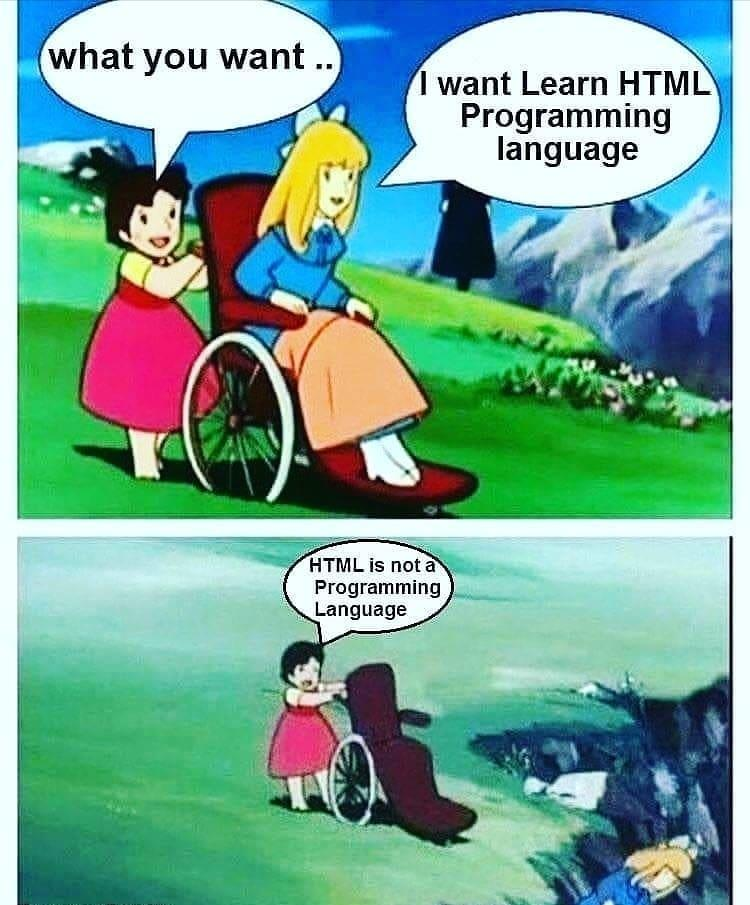 what you want ..
I want Learn HTML
Programming
language
HTML is not a
Programming
Language